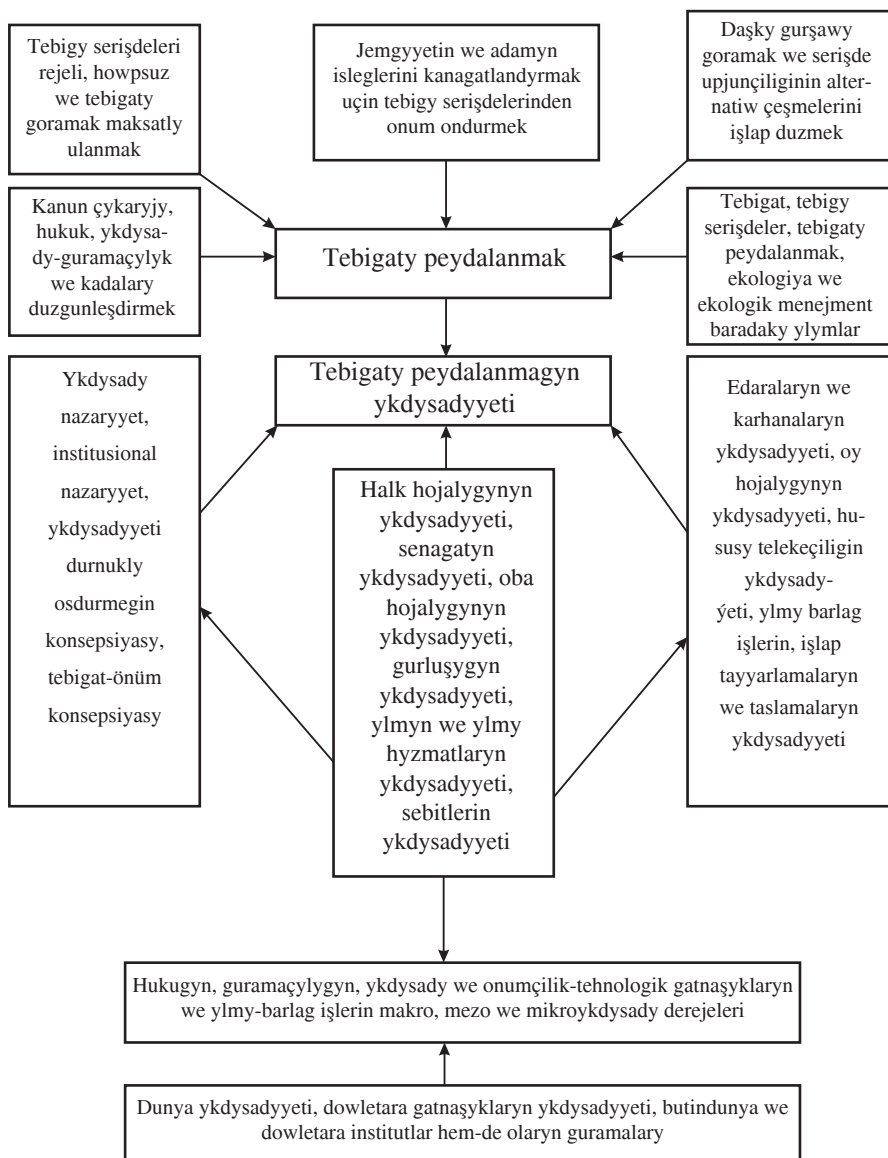 Tebigy serişdeleri
rejeli, howpsuz
we tebigaty
goramak maksatly
ulanmak
Jemgyyetin we adamyn
isleglerini kanagatlandyrmak
uçin tebigy serişdelerinden
onum ondurmek
Daşky gurşawy
goramak we serişde
upjunçiliginin alter-
natiw çeşmelerini
işlap duzmek
Kanun çykaryjy,
hukuk, ykdysa-
dy-guramaçylyk
we kadalary
duzgunleşdirmek
Tebigaty peydalanmak
Tebigat, tebigy
serişdeler, tebigaty
peydalanmak,
ekologiya we
ekologik menejment
baradaky ylymlar
Tebigaty peydalanmagyn
ykdysadyyeti
Ykdysady
nazaryyet,
institusional
nazaryyet,
ykdysadyyeti
durnukly
osdurmegin
konsepsiyasy,
tebigat-önüm
konsepsiyasy
Halk hojalygynyn
ykdysadyyeti,
senagatyn
ykdysadyyeti, oba
hojalygynyn
ykdysadyyeti,
gurluşygyn
ykdysadyyeti,
ylmyn we ylmy
hyzmatlaryn
ykdysadyyeti,
sebitlerin
ykdysadyyeti
Edaralaryn we
karhanalaryn
ykdysadyyeti, oy
hojalygynyn
ykdysadyyeti, hu-
susy telekeçiligin
ykdysady-
ýeti, ylmy barlag
işlerin, işlap
tayyarlamalaryn
we taslamalaryn
ykdysadyyeti
Hukugyn, guramaçylygyn, ykdysady we onumçilik-tehnologik gatnaşyklaryn
we ylmy-barlag işlerin makro, mezo we mikroykdysady derejeleri
Dunya ykdysadyyeti, dowletara gatnaşyklaryn ykdysadyyeti, butindunya we
dowletara institutlar hem-de olaryn guramalary